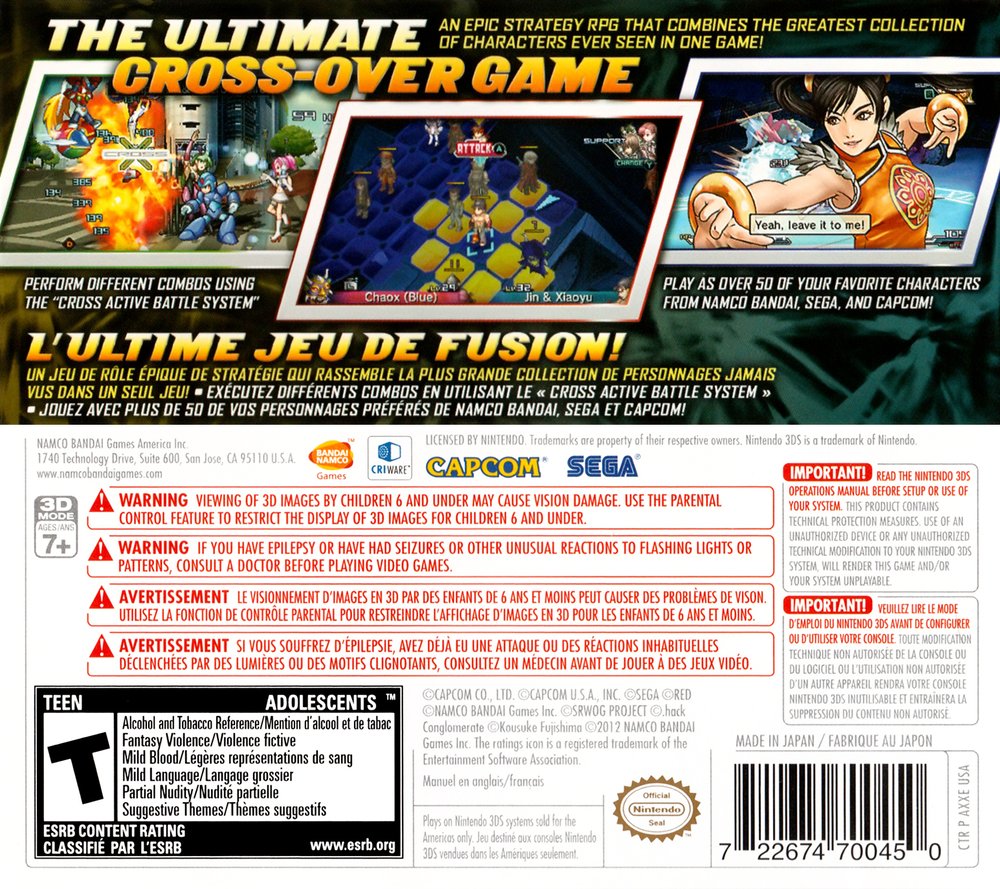 THE ULTIMATE
CROSS-OVER GAME
AN EPIC STRATEGY RPG THAT COMBINES THE GREATEST COLLECTION
OF CHARACTERS EVER SEEN IN ONE GAME!
CROSS
385
134
339
139
135
ATTACK A
SUPPORT
CHANGE Y
11
Lv29
Lv32
Chaox (Blue)
Jin & Xiaoyu
Yeah, leave it to me!
PERFORM DIFFERENT COMBOS USING
THE "CROSS ACTIVE BATTLE SYSTEM"
PLAY AS OVER 50 OF YOUR FAVORITE CHARACTERS
FROM NAMCO BANDAI, SEGA, AND CAPCOM!
L'ULTIME JEU DE FUSION!
UN JEU DE RÔLE ÉPIQUE DE STRATÉGIE QUI RASSEMBLE LA PLUS GRANDE COLLECTION DE PERSONNAGES JAMAIS
VUS DANS UN SEUL JEU! ▪ EXÉCUTEZ DIFFÉRENTS COMBOS EN UTILISANT LE « CROSS ACTIVE BATTLE SYSTEM »
▪ JOUEZ AVEC PLUS DE 50 DE VOS PERSONNAGES PRÉFÉRÉS DE NAMCO BANDAI, SEGA ET CAPCOM!
NAMCO BANDAI Games America Inc.
1740 Technology Drive, Suite 600, San Jose, CA 95110 U.S.A.
www.namcobandaigames.com
BANDAI
NAMCO
Games
CRIWARE™
LICENSED BY NINTENDO. Trademarks are property of their respective owners. Nintendo 3DS is a trademark of Nintendo.
CAPCOM®
SEGA®
3D
MODE
AGES/ANS
7+
WARNING VIEWING OF 3D IMAGES BY CHILDREN 6 AND UNDER MAY CAUSE VISION DAMAGE. USE THE PARENTAL
CONTROL FEATURE TO RESTRICT THE DISPLAY OF 3D IMAGES FOR CHILDREN 6 AND UNDER.
WARNING IF YOU HAVE EPILEPSY OR HAVE HAD SEIZURES OR OTHER UNUSUAL REACTIONS TO FLASHING LIGHTS OR
PATTERNS, CONSULT A DOCTOR BEFORE PLAYING VIDEO GAMES.
AVERTISSEMENT LE VISIONNEMENT D'IMAGES EN 3D PAR DES ENFANTS DE 6 ANS ET MOINS PEUT CAUSER DES PROBLÈMES DE VISON.
UTILISEZ LA FONCTION DE CONTRÔLE PARENTAL POUR RESTREINDRE L'AFFICHAGE D'IMAGES EN 3D POUR LES ENFANTS DE 6 ANS ET MOINS.
AVERTISSEMENT SI VOUS SOUFFREZ D'ÉPILEPSIE, AVEZ DÉJÀ EU UNE ATTAQUE OU DES RÉACTIONS INHABITUELLES
DÉCLENCHÉES PAR DES LUMIÈRES OU DES MOTIFS CLIGNOTANTS, CONSULTEZ UN MÉDECIN AVANT DE JOUER À DES JEUX VIDÉO.
IMPORTANT! READ THE NINTENDO 3DS
OPERATIONS MANUAL BEFORE SETUP OR USE OF
YOUR SYSTEM. THIS PRODUCT CONTAINS
TECHNICAL PROTECTION MEASURES. USE OF AN
UNAUTHORIZED DEVICE OR ANY UNAUTHORIZED
TECHNICAL MODIFICATION TO YOUR NINTENDO 3DS
SYSTEM, WILL RENDER THIS GAME AND/OR
YOUR SYSTEM UNPLAYABLE.
IMPORTANT! VEUILLEZ LIRE LE MODE
D'EMPLOI DU NINTENDO 3DS AVANT DE CONFIGURER
OU D'UTILISER VOTRE CONSOLE. TOUTE MODIFICATION
TECHNIQUE NON AUTORISÉE DE LA CONSOLE OU
DU LOGICIEL OU L'UTILISATION NON AUTORISÉE
D'UN AUTRE APPAREIL RENDRA VOTRE CONSOLE
NINTENDO 3DS INUTILISABLE ET ENTRAÎNERA LA
SUPPRESSION DU CONTENU NON AUTORISÉ.
TEEN
ADOLESCENTS ™
T
Alcohol and Tobacco Reference/Mention d'alcool et de tabac
Fantasy Violence/Violence fictive
Mild Blood/Légères représentations de sang
Mild Language/Langage grossier
Partial Nudity/Nudité partielle
Suggestive Themes/Thèmes suggestifs
ESRB CONTENT RATING
CLASSIFIÉ PAR L'ESRB
www.esrb.org
©CAPCOM CO., LTD. ©CAPCOM U.S.A., INC. ©SEGA ©RED
©NAMCO BANDAI Games Inc. ©SRWOG PROJECT ©.hack
Conglomerate ©Kousuke Fujishima ©2012 NAMCO BANDAI
Games Inc. The ratings icon is a registered trademark of the
Entertainment Software Association.
Manuel en anglais/francais
Plays on Nintendo 3DS systems sold for the
Americas only. Jeu destiné aux consoles Nintendo
3DS vendues dans les Amériques seulement.
Official
Nintendo
Seal
MADE IN JAPAN / FABRIQUE AU JAPON
7 22674 70045 0
CTR P AXXE USA